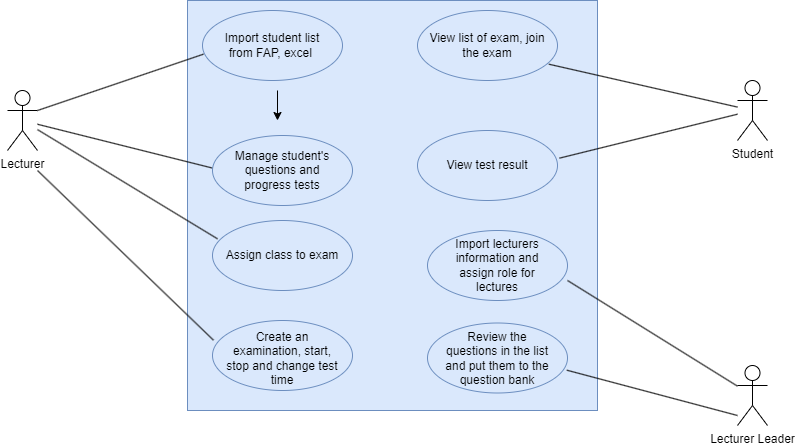 Import student list
from FAP, excel
View list of exam, join
the exam
Lecturer
Student
Manage student's
questions and
progress tests
View test result
Assign class to exam
Import lecturers
information and
assign role for
lectures
Create an
examination, start,
stop and change test
time
Review the
questions in the list
and put them to the
question bank
Lecturer Leader